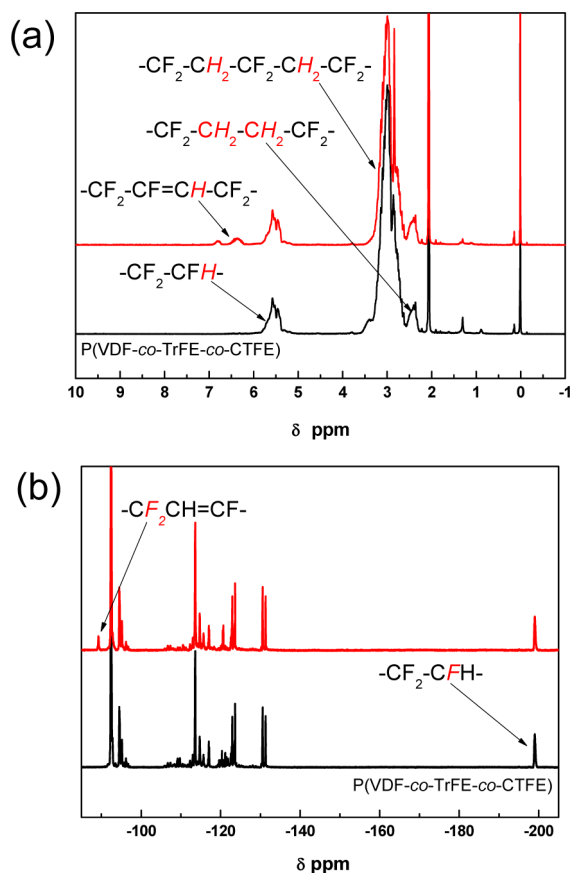 (a)
-CF2-CH2-CF2-CH2-CF2-
-CF2-CH2-CH2-CF2-
-CF2-CF=CH-CF2-
-CF2-CFH-
P(VDF-co-TrFE-co-CTFE)
10 9 8 7 6 5 4 3 2 1 0 -1
δ ppm
(b)
-CF2CH=CF-
-CF2-CFH-
P(VDF-co-TrFE-co-CTFE)
-100 -120 -140 -160 -180 -200
δ ppm